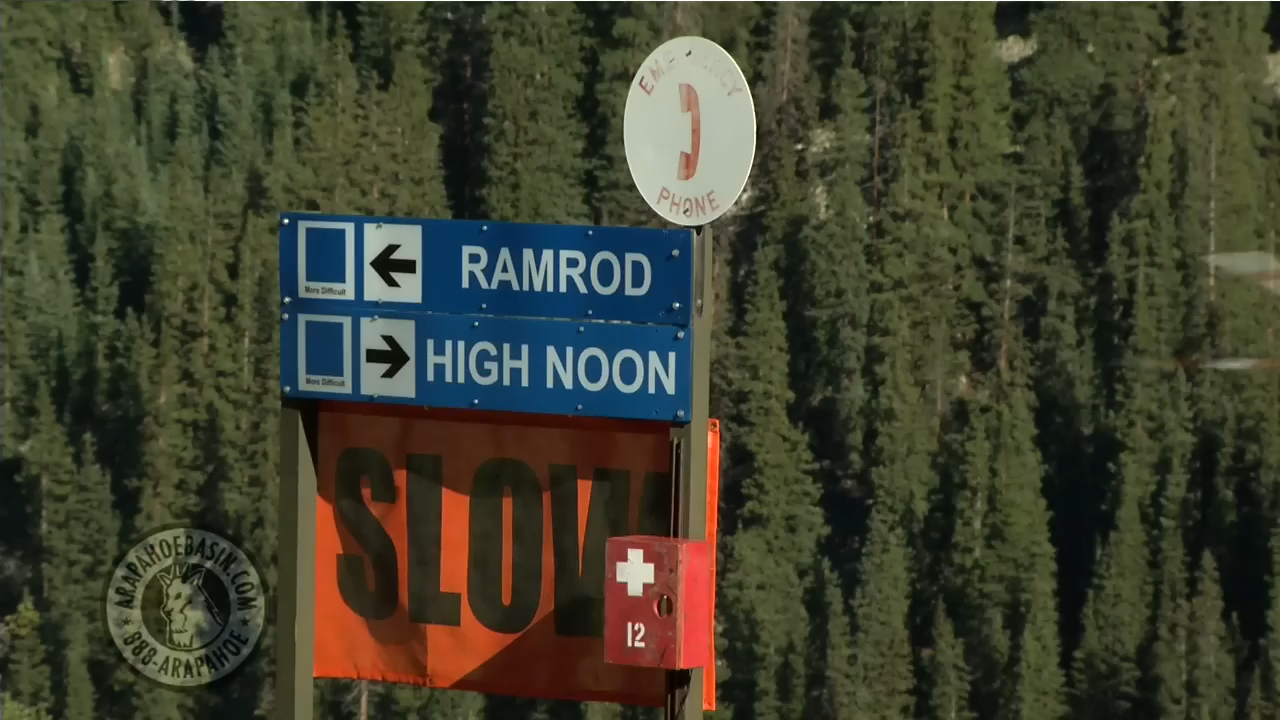 EMERGENCY
PHONE
More Difficult
RAMROD
More Difficult
HIGH NOON
SLOW
12
ARAPAHOEBASIN.COM
888-ARAPAHOE